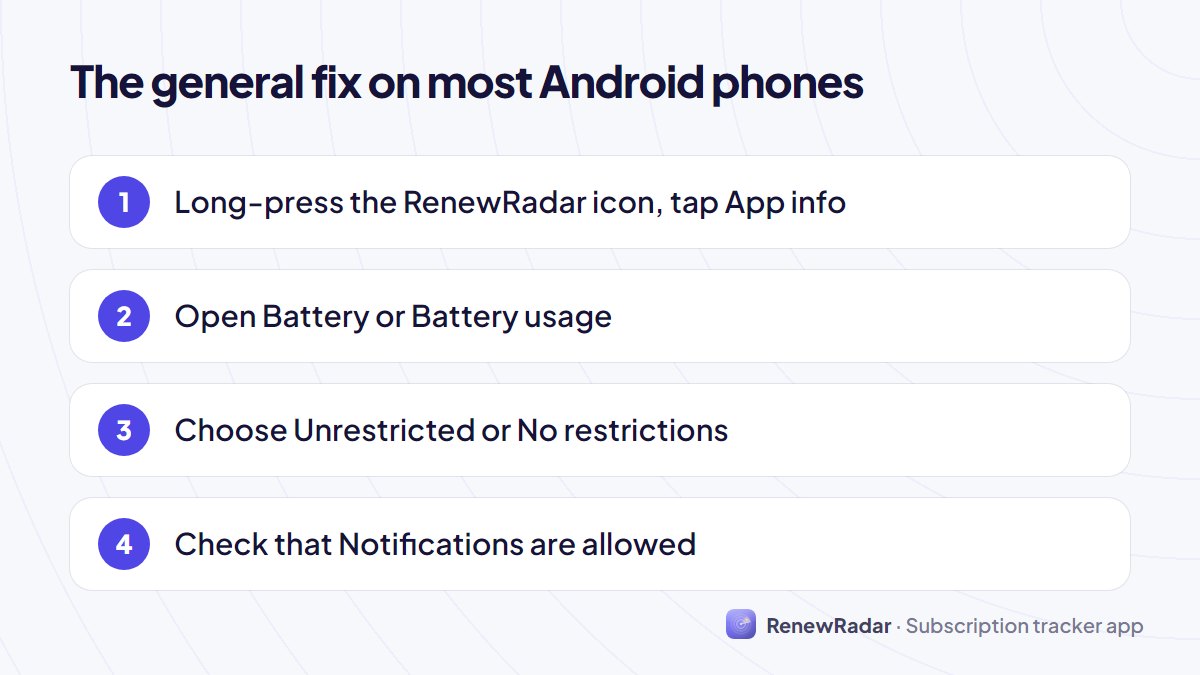 The general fix on most Android phones
1 Long-press the RenewRadar icon, tap App info
2 Open Battery or Battery usage
3 Choose Unrestricted or No restrictions
4 Check that Notifications are allowed
RenewRadar · Subscription tracker app